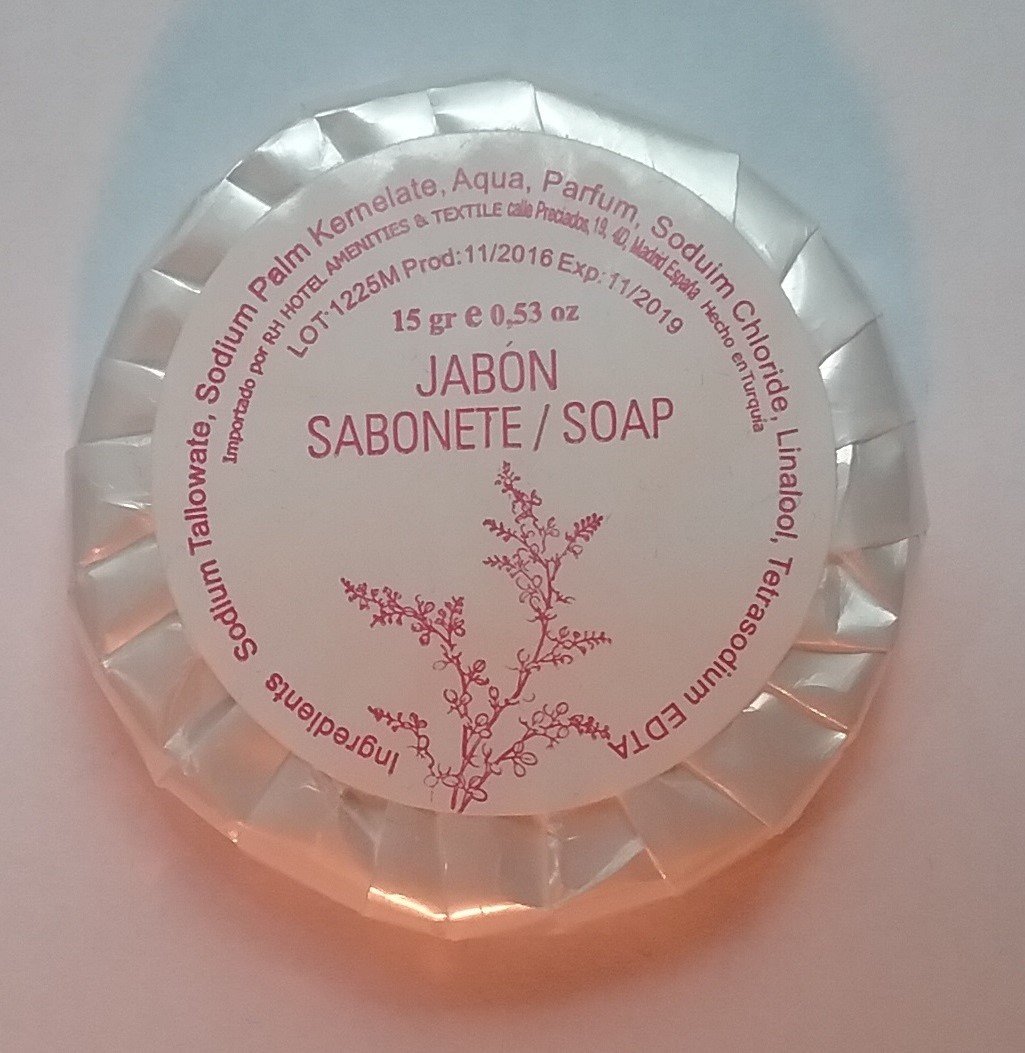 Ingredients Sodium Tallowate, Sodium Palm Kernelate, Aqua, Parfum, Soduim Chloride, Linalool, Tetrasodium EDTA
Importado por RH HOTEL AMENITIES & TEXTILE calle Preciados, 19, 4D, Madrid España Hecho en Turquia
LOT:1225M Prod:11/2016 Exp: 11/2019
15 gr e 0,53 oz
JABÓN
SABONETE / SOAP